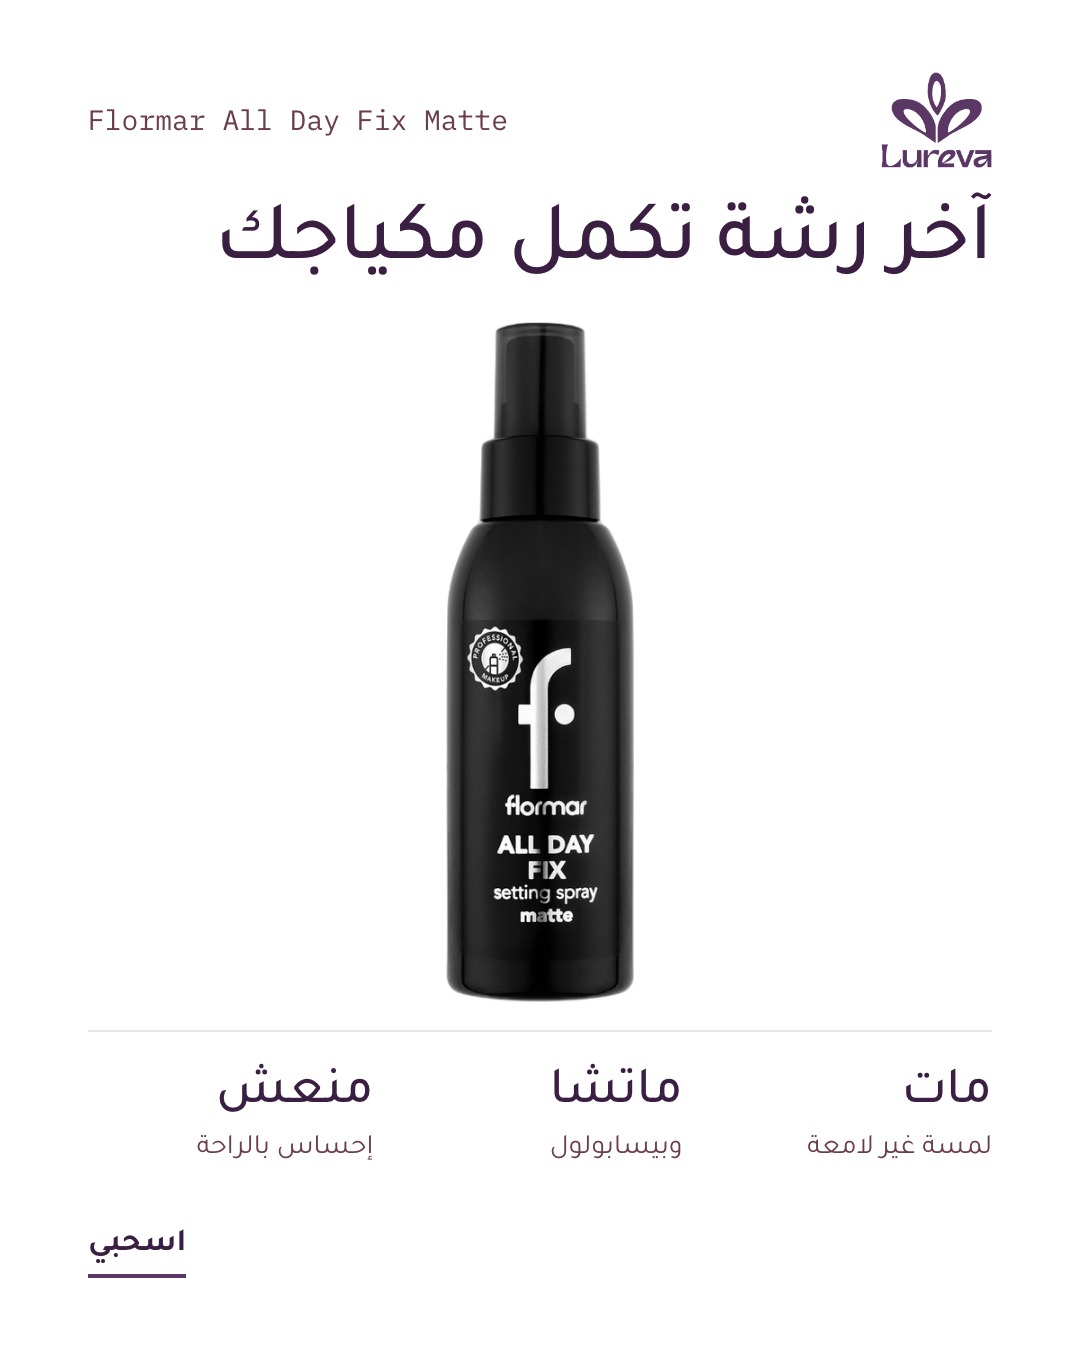 Flormar All Day Fix Matte
Lureva
آخر رشة تكمل مكياجك
PROFESSIONAL
MAKEUP
flormar
ALL DAY
FIX
setting spray
matte
مات
لمسة غير لامعة
ماتشا
وبيسابولول
منعش
إحساس بالراحة
اسحبي